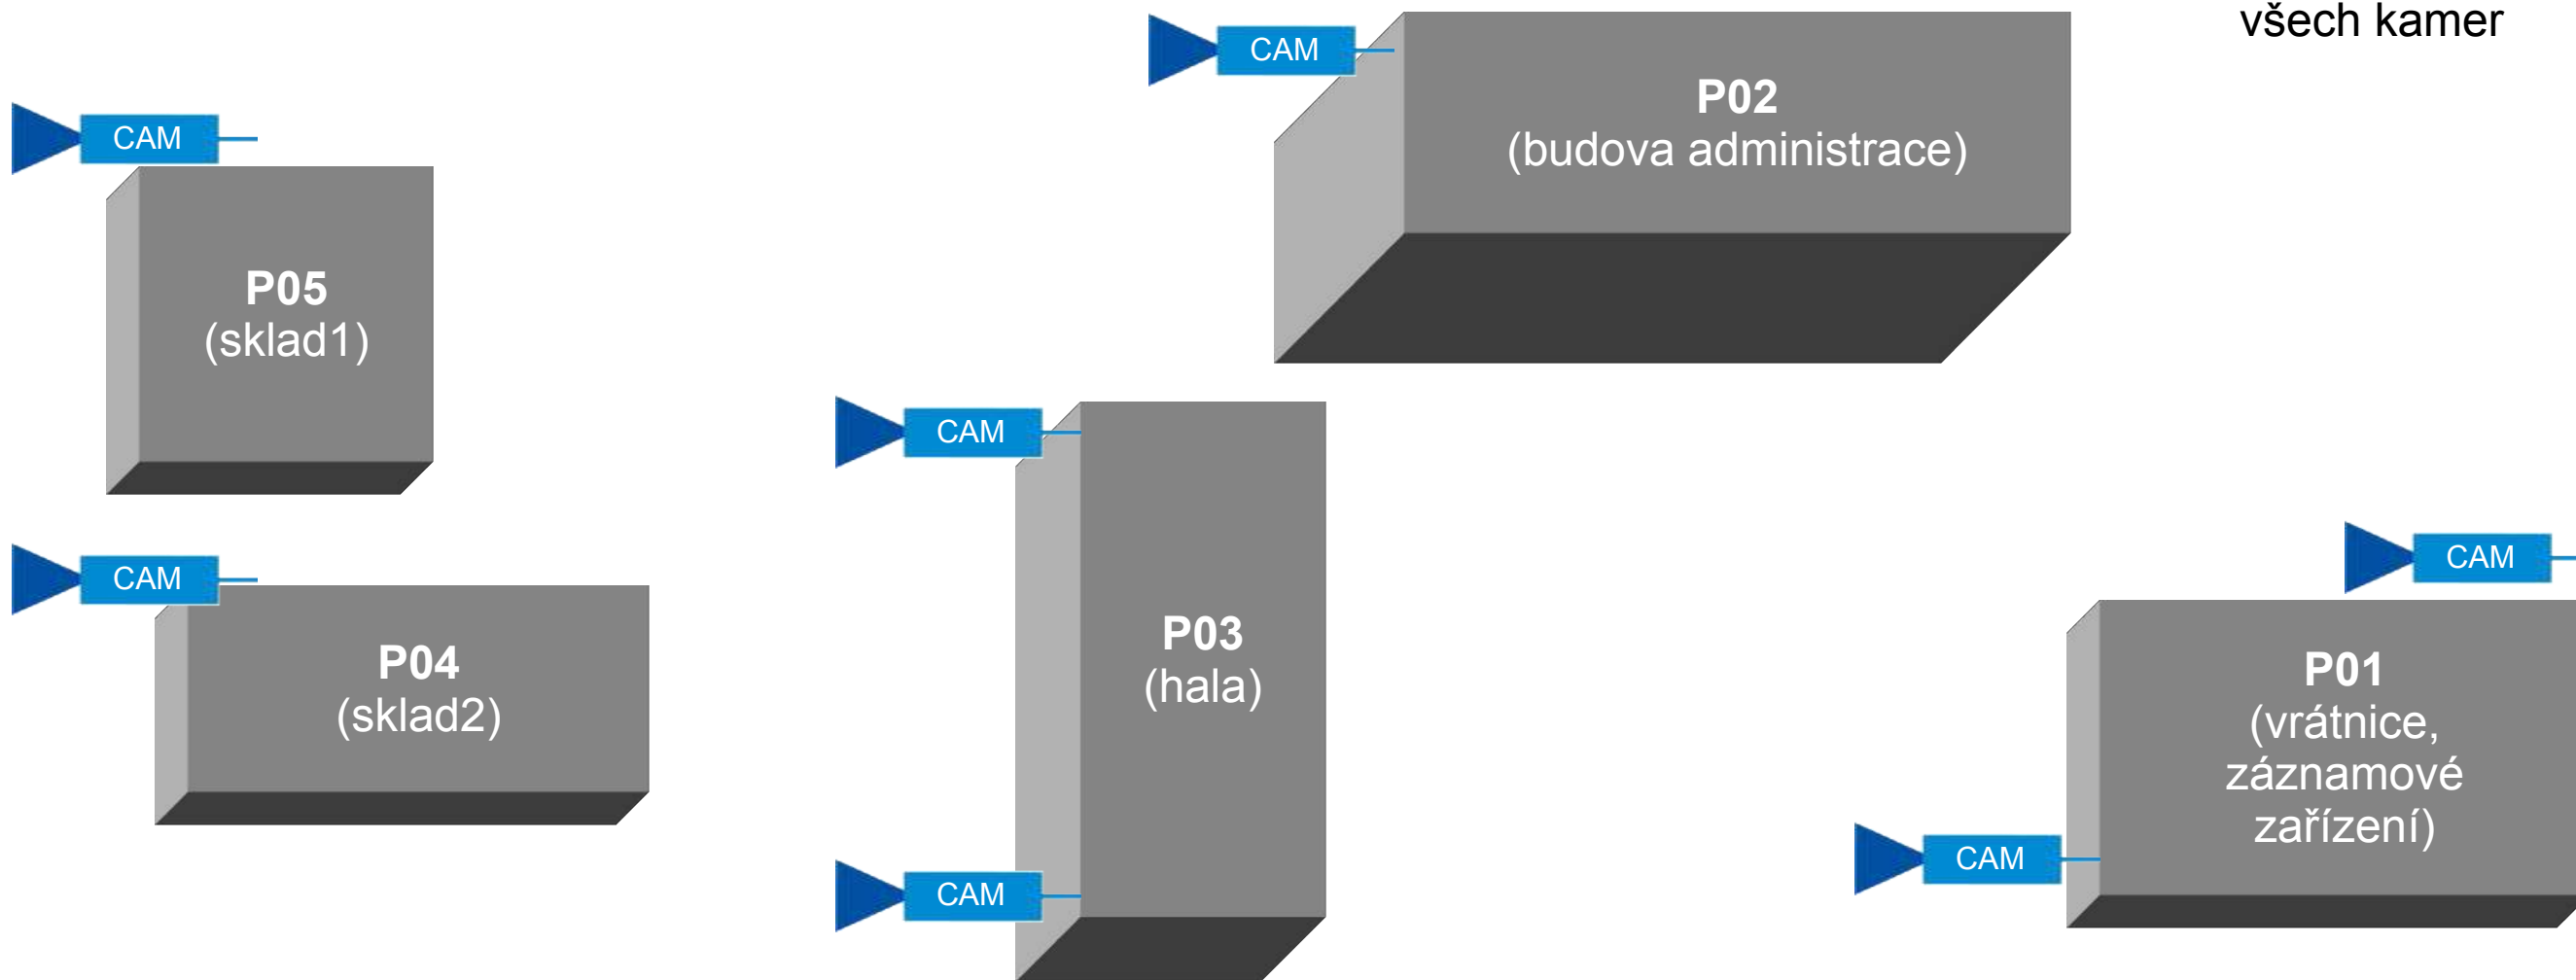 všech kamer
CAM
P02
(budova administrace)
CAM
P05
(sklad1)
CAM
CAM
P04
(sklad2)
P03
(hala)
CAM
CAM
P01
(vrátnice,
záznamové
zařízení)
CAM